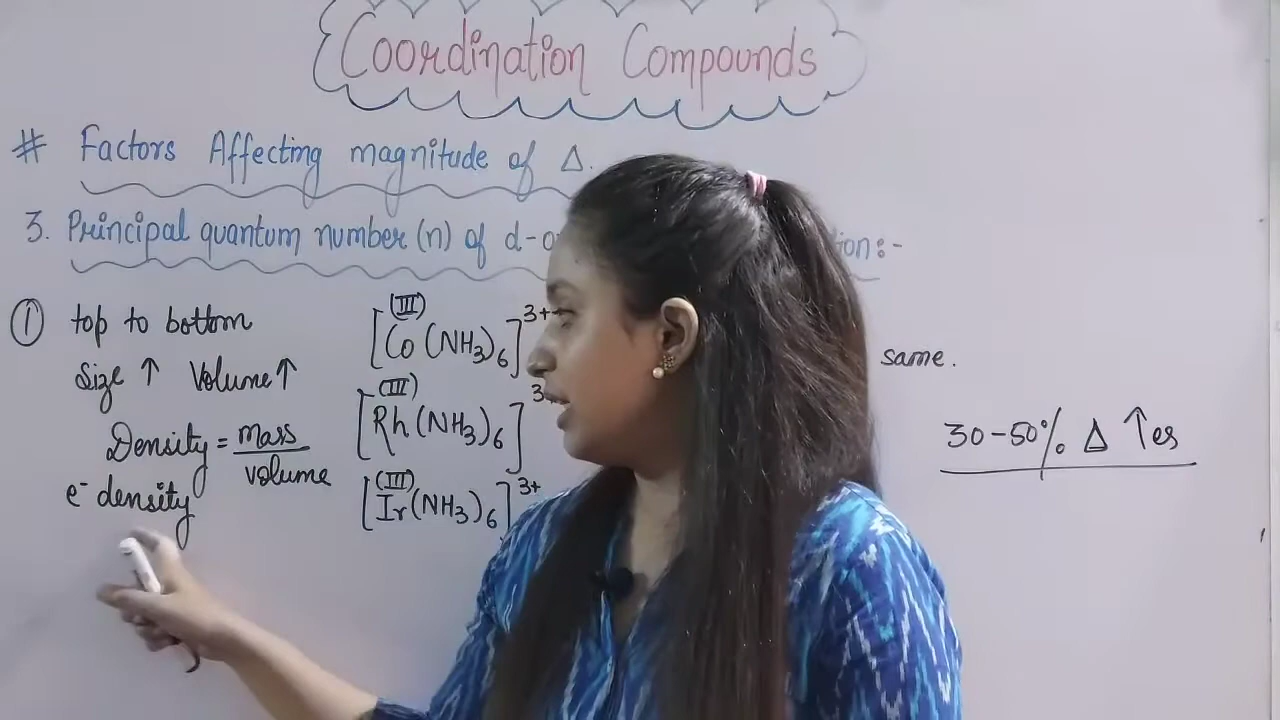 Coordination Compounds
# Factors Affecting magnitude of Δ.
3. Principal quantum number (n) of d-o
ion:-
① top to bottom
Size ↑ Volume ↑
Density = mass / volume
e⁻ density
(III)
[Co(NH₃)₆]³⁺
(III)
[Rh(NH₃)₆]³
(III)
[Ir(NH₃)₆]³⁺
same.
30-50% Δ ↑es